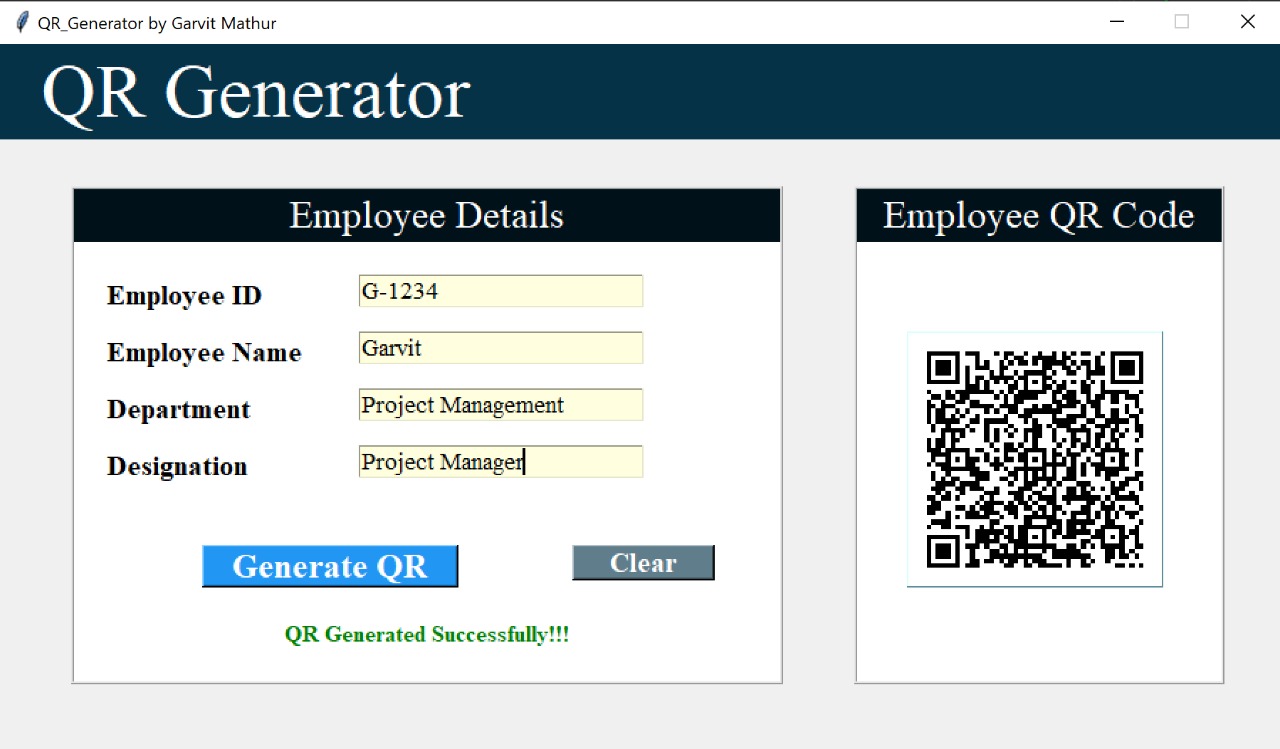 QR_Generator by Garvit Mathur
QR Generator
Employee Details
Employee ID G-1234
Employee Name Garvit
Department Project Management
Designation Project Manager
Generate QR Clear
QR Generated Successfully!!!
Employee QR Code